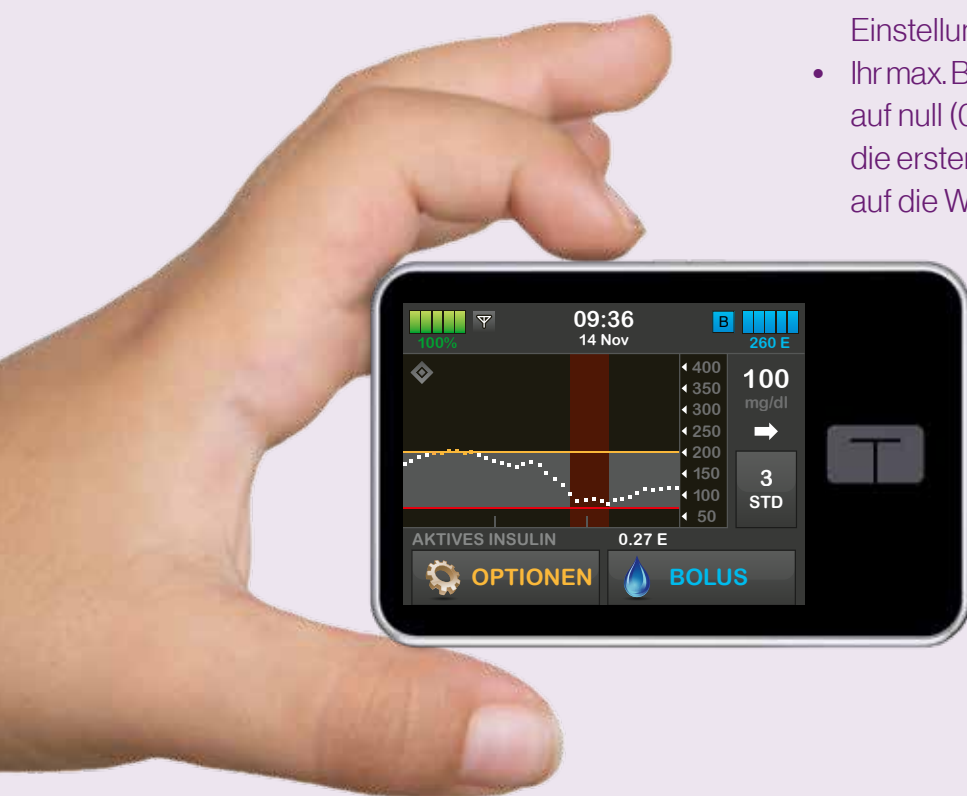 Einstellun
• Ihr max. B
auf null (0
die ersten
auf die W
09:36
14 Nov
100%
B
260 E
400
350
300
250
200
150
100
50
100
mg/dl
3
STD
AKTIVES INSULIN 0.27 E
OPTIONEN BOLUS